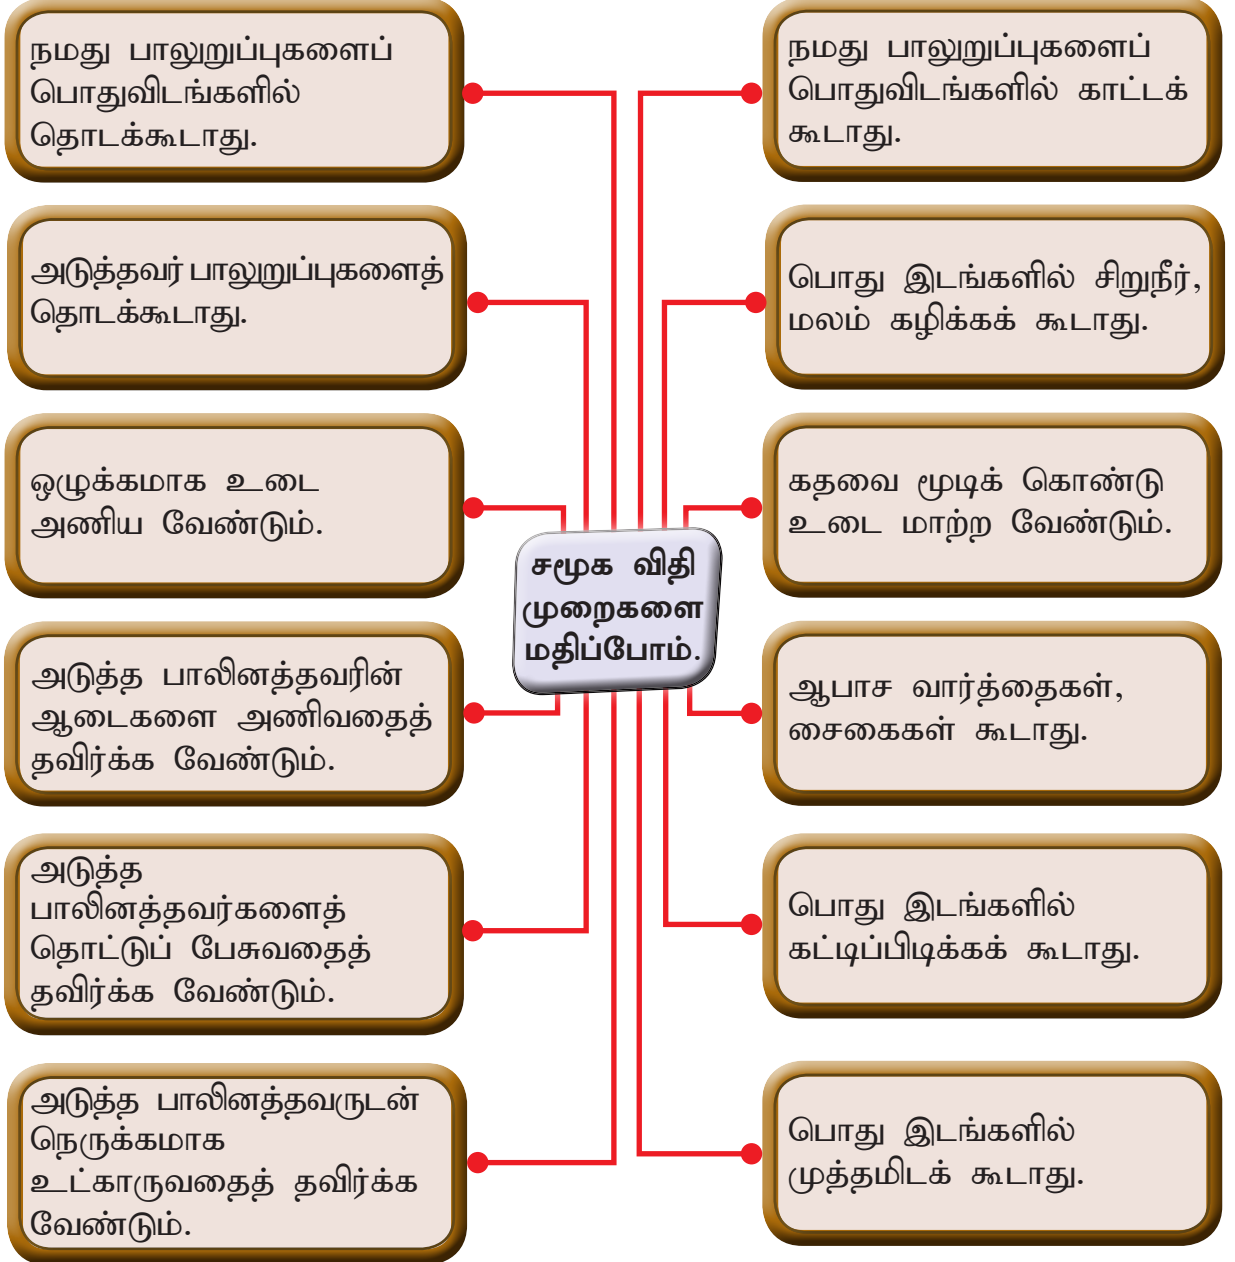 நமது பாலுறுப்புகளைப்
பொதுவிடங்களில்
தொடக்கூடாது.
நமது பாலுறுப்புகளைப்
பொதுவிடங்களில் காட்டக்
கூடாது.
அடுத்தவர் பாலுறுப்புகளைத்
தொடக்கூடாது.
பொது இடங்களில் சிறுநீர்,
மலம் கழிக்கக் கூடாது.
ஒழுக்கமாக உடை
அணிய வேண்டும்.
கதவை மூடிக் கொண்டு
உடை மாற்ற வேண்டும்.
சமூக விதி
முறைகளை
மதிப்போம்.
அடுத்த பாலினத்தவரின்
ஆடைகளை அணிவதைத்
தவிர்க்க வேண்டும்.
ஆபாச வார்த்தைகள்,
சைகைகள் கூடாது.
அடுத்த
பாலினத்தவர்களைத்
தொட்டுப் பேசுவதைத்
தவிர்க்க வேண்டும்.
பொது இடங்களில்
கட்டிப்பிடிக்கக் கூடாது.
அடுத்த பாலினத்தவருடன்
நெருக்கமாக
உட்காருவதைத் தவிர்க்க
வேண்டும்.
பொது இடங்களில்
முத்தமிடக் கூடாது.